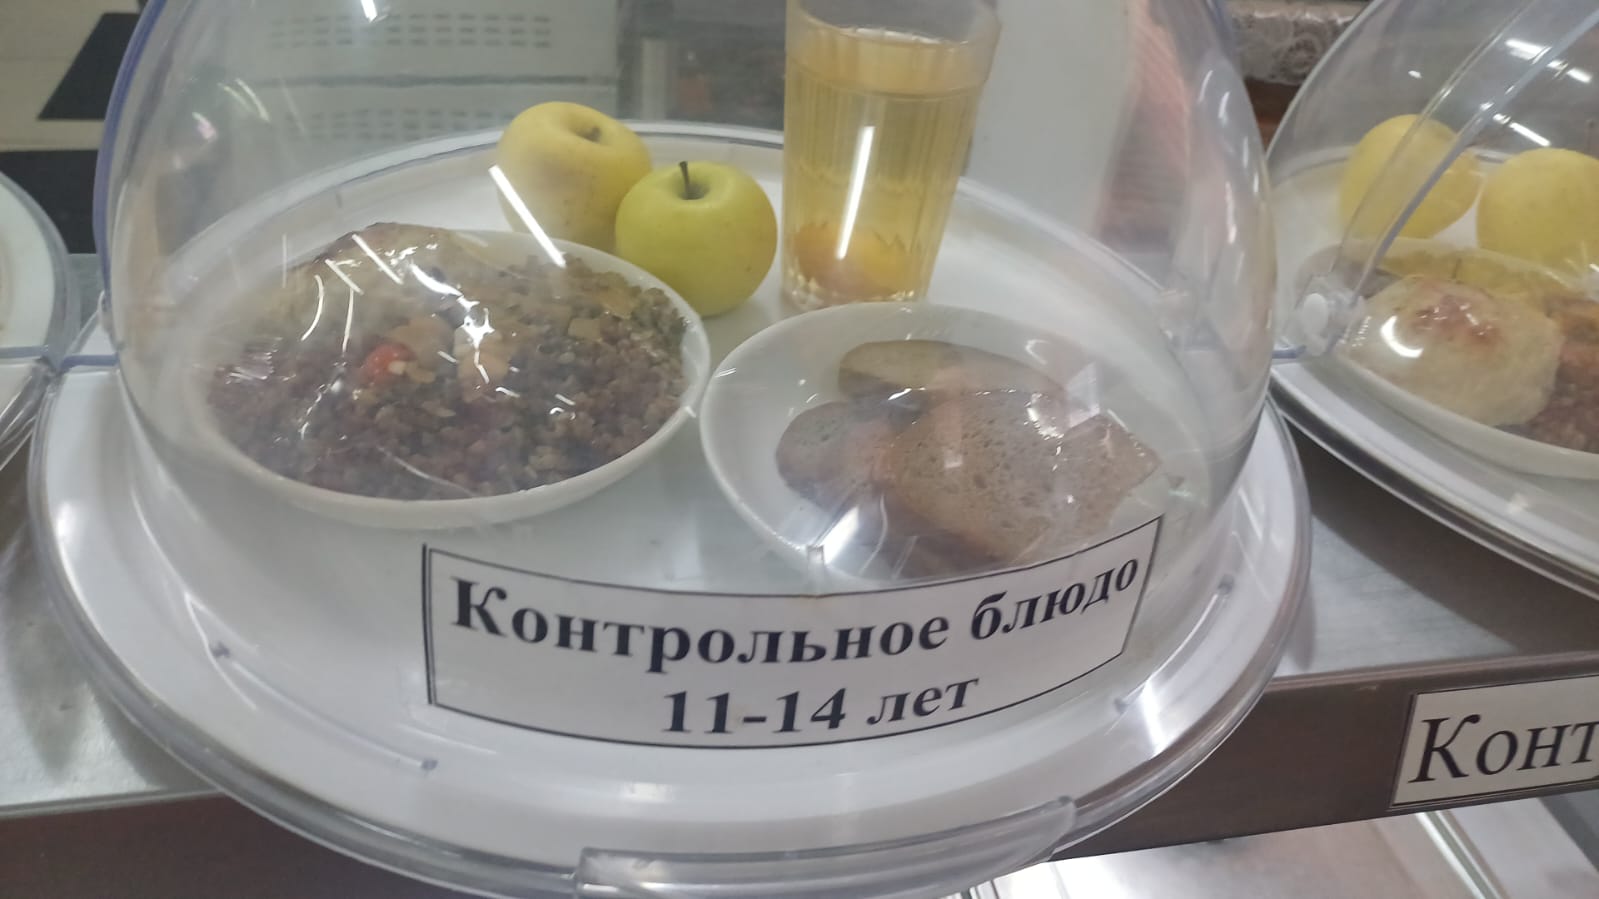 Контрольное блюдо
11-14 лет
Конт